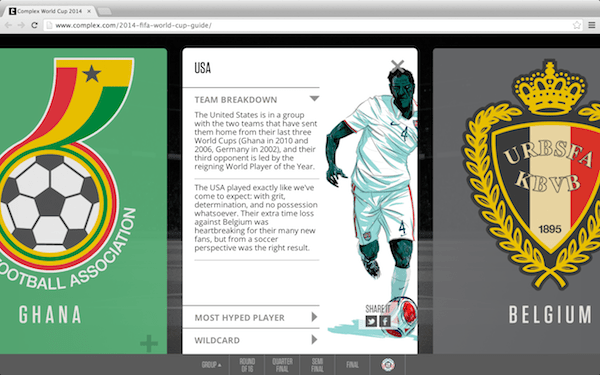 Complex World Cup 2014
www.complex.com/2014-fifa-world-cup-guide/
USA
TEAM BREAKDOWN
The United States is in a group
with the two teams that have sent
them home from their last three
World Cups (Ghana in 2010 and
2006, Germany in 2002), and their
third opponent is led by the
reigning World Player of the Year.
The USA played exactly like we've
come to expect: with grit,
determination, and no possession
whatsoever. Their extra time loss
against Belgium was
heartbreaking for their many new
fans, but from a soccer
perspective was the right result.
MOST HYPED PLAYER
WILDCARD
4
4
SHARE IT
FOOTBALL ASSOCIATION
GHANA
URBSFA
KBVB
1895
BELGIUM
GROUP
ROUND
OF 16
QUARTER
FINAL
SEMI
FINAL
FINAL